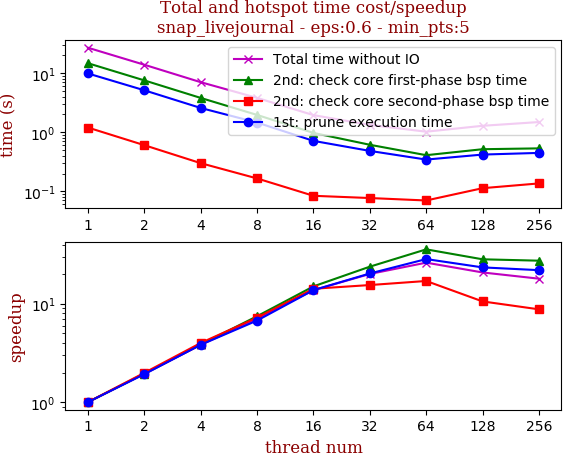 Total and hotspot time cost/speedup
snap_livejournal - eps:0.6 - min_pts:5
time (s)
10¹
10⁰
10⁻¹
Total time without IO
2nd: check core first-phase bsp time
2nd: check core second-phase bsp time
1st: prune execution time
1 2 4 8 16 32 64 128 256
speedup
10¹
10⁰
1 2 4 8 16 32 64 128 256
thread num